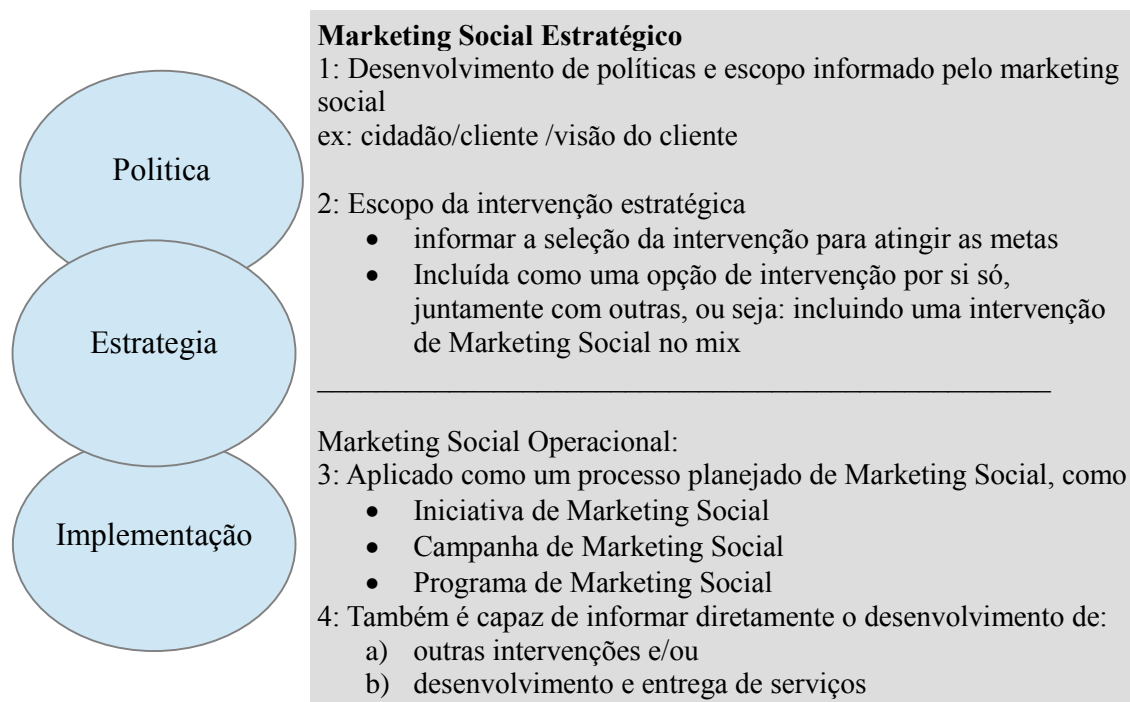 Politica
Estrategia
Implementação
Marketing Social Estratégico
1: Desenvolvimento de políticas e escopo informado pelo marketing
social
ex: cidadão/cliente /visão do cliente
2: Escopo da intervenção estratégica
• informar a seleção da intervenção para atingir as metas
• Incluída como uma opção de intervenção por si só,
juntamente com outras, ou seja: incluindo uma intervenção
de Marketing Social no mix
Marketing Social Operacional:
3: Aplicado como um processo planejado de Marketing Social, como
• Iniciativa de Marketing Social
• Campanha de Marketing Social
• Programa de Marketing Social
4: Também é capaz de informar diretamente o desenvolvimento de:
a) outras intervenções e/ou
b) desenvolvimento e entrega de serviços